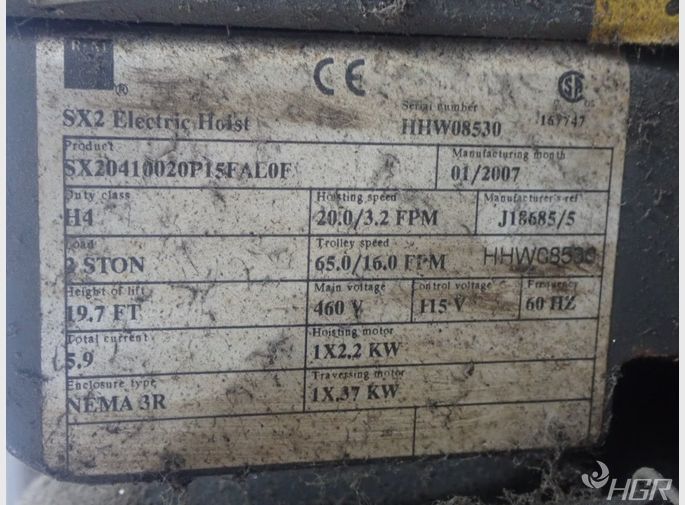 R&M
®
CE
SA
US
SX2 Electric Hoist
Serial number
HHW08530
167747
Product
SX20410020P15FAL0F
Manufacturing month
01/2007
Duty class
H4
Hoisting speed
20.0/3.2 FPM
Manufacturer's ref
J18685/5
Load
2 STON
Trolley speed
65.0/16.0 FPM
HHW08530
Height of lift
19.7 FT
Main voltage
460 V
Control voltage
115 V
Frequency
60 HZ
Total current
5.9
Hoisting motor
1X2.2 KW
Enclosure type
NEMA 3R
Traversing motor
1X.37 KW
HGR